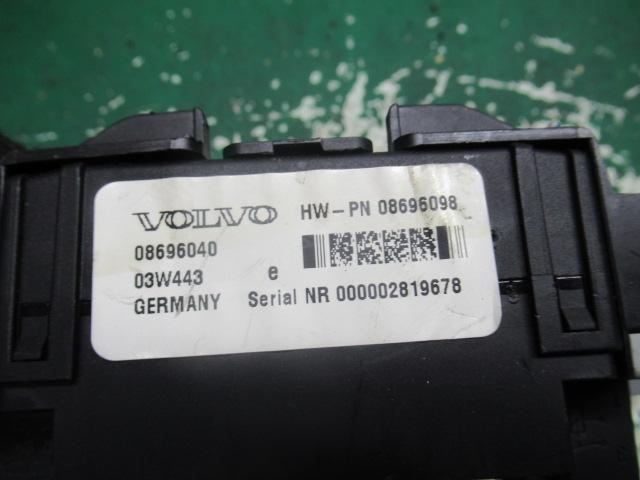 VOLVO HW-PN 08696098
08696040
03W443 e
GERMANY Serial NR 000002819678